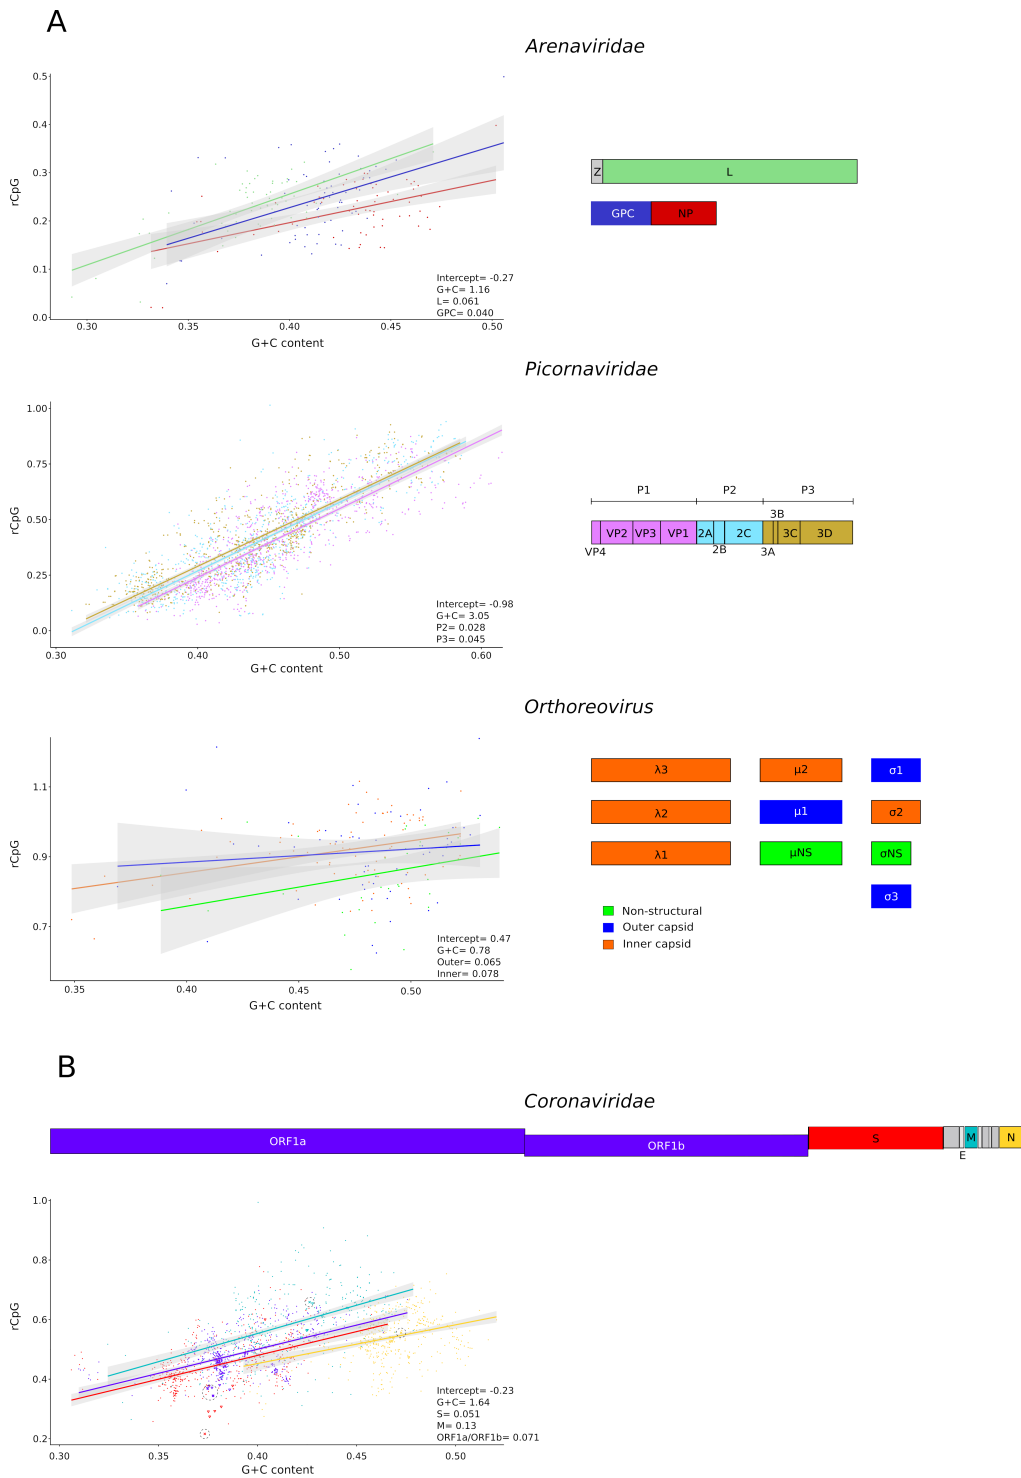 A
Arenaviridae
0.5
0.4
0.3
0.2
0.1
0.0
rCpG
0.30
0.35
0.40
0.45
0.50
G+C content
Intercept= -0.27
G+C= 1.16
L= 0.061
GPC= 0.040
Z
L
GPC
NP
Picornaviridae
1.00
0.75
0.50
0.25
0.0
rCpG
0.30
0.40
0.50
0.60
G+C content
Intercept= -0.98
G+C= 3.05
P2= 0.028
P3= 0.045
P1
P2
P3
3B
VP2
VP3
VP1
2A
2C
3C
3D
VP4
2B
3A
Orthoreovirus
1.1
0.9
0.7
rCpG
0.35
0.40
0.45
0.50
G+C content
Intercept= 0.47
G+C= 0.78
Outer= 0.065
Inner= 0.078
λ3
μ2
σ1
λ2
μ1
σ2
λ1
μNS
σNS
σ3
Non-structural
Outer capsid
Inner capsid
B
Coronaviridae
ORF1a
ORF1b
S
M
N
E
1.0
0.8
0.6
0.4
0.2
rCpG
0.30
0.35
0.40
0.45
0.50
G+C content
Intercept= -0.23
G+C= 1.64
S= 0.051
M= 0.13
ORF1a/ORF1b= 0.071